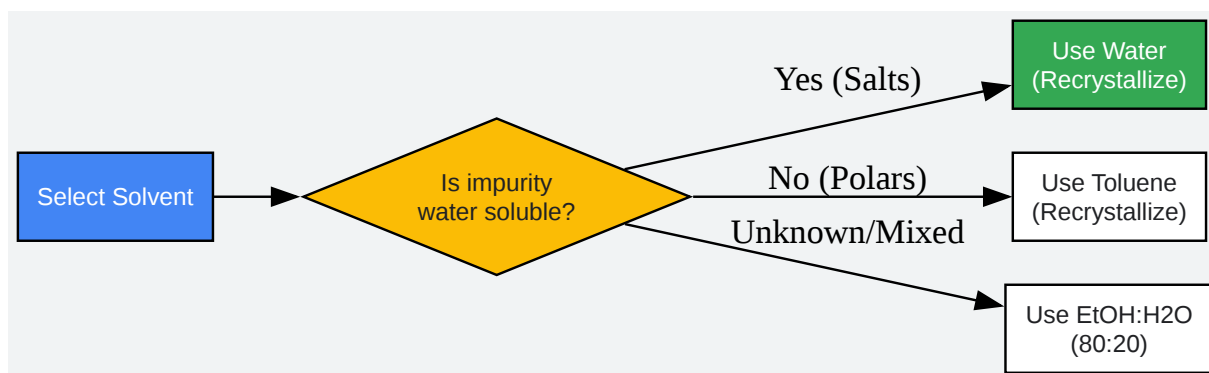 Select Solvent
Is impurity
water soluble?
Yes (Salts)
Use Water
(Recrystallize)
No (Polars)
Use Toluene
(Recrystallize)
Unknown/Mixed
Use EtOH:H2O
(80:20)